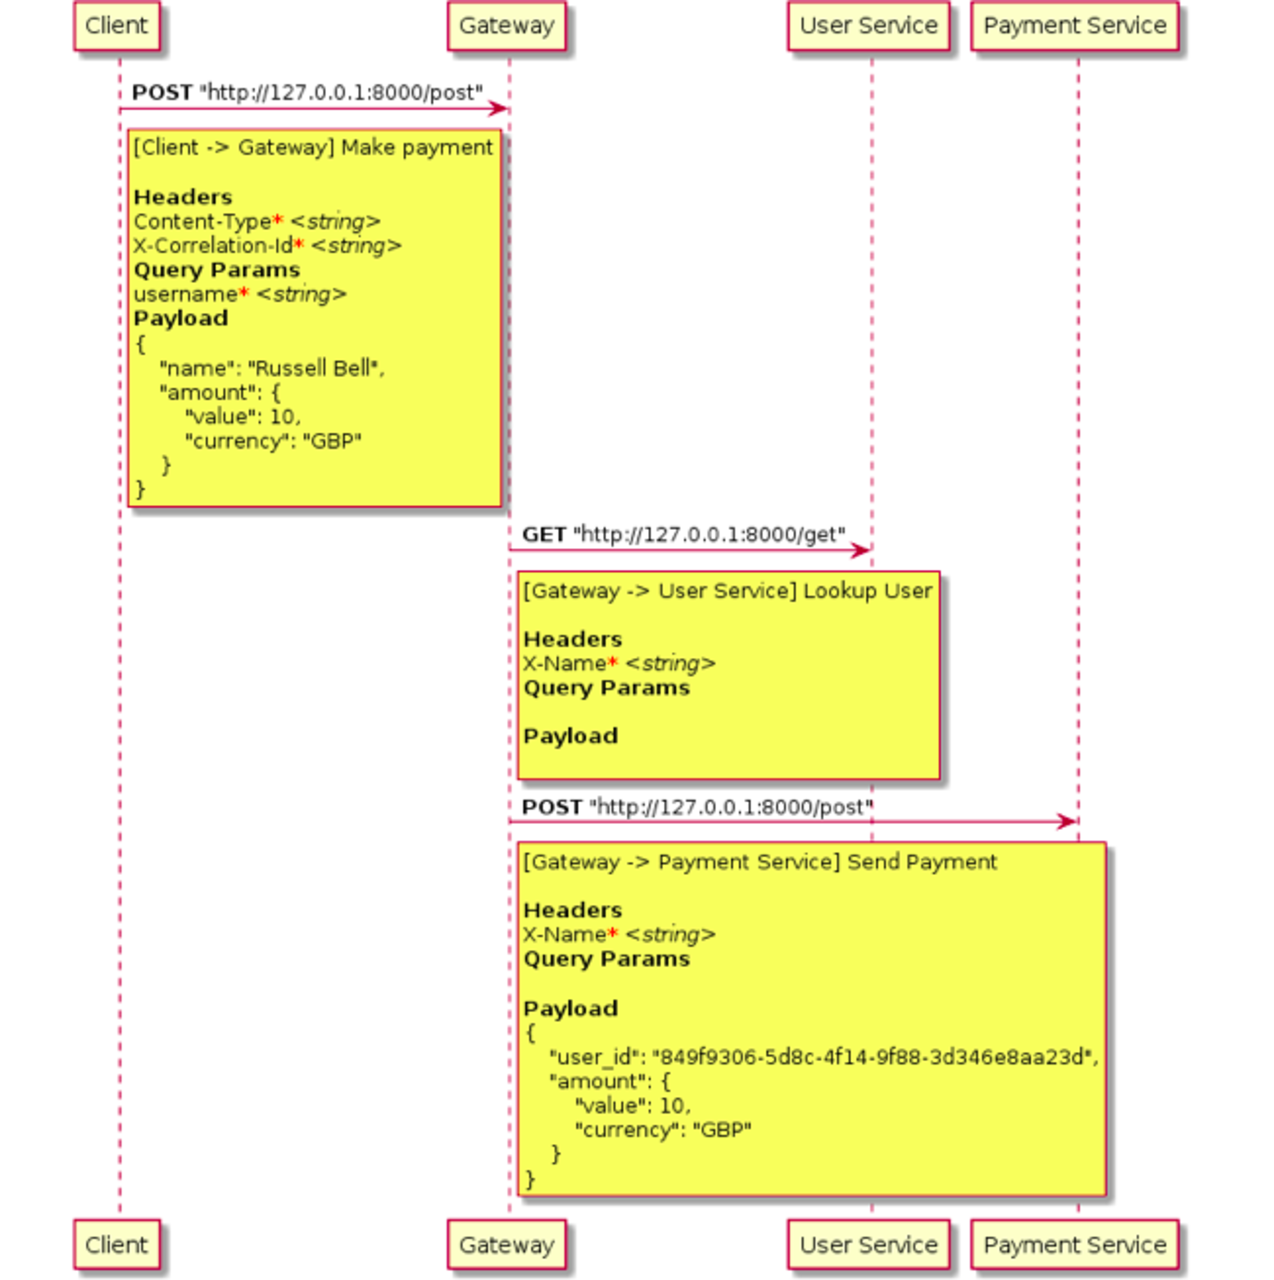 Client Gateway User Service Payment Service
POST "http://127.0.0.1:8000/post"
[Client -> Gateway] Make payment
Headers
Content-Type* <string>
X-Correlation-Id* <string>
Query Params
username* <string>
Payload
{
"name": "Russell Bell",
"amount": {
"value": 10,
"currency": "GBP"
}
}
GET "http://127.0.0.1:8000/get"
[Gateway -> User Service] Lookup User
Headers
X-Name* <string>
Query Params
Payload
POST "http://127.0.0.1:8000/post"
[Gateway -> Payment Service] Send Payment
Headers
X-Name* <string>
Query Params
Payload
{
"user_id": "849f9306-5d8c-4f14-9f88-3d346e8aa23d",
"amount": {
"value": 10,
"currency": "GBP"
}
}
Client Gateway User Service Payment Service